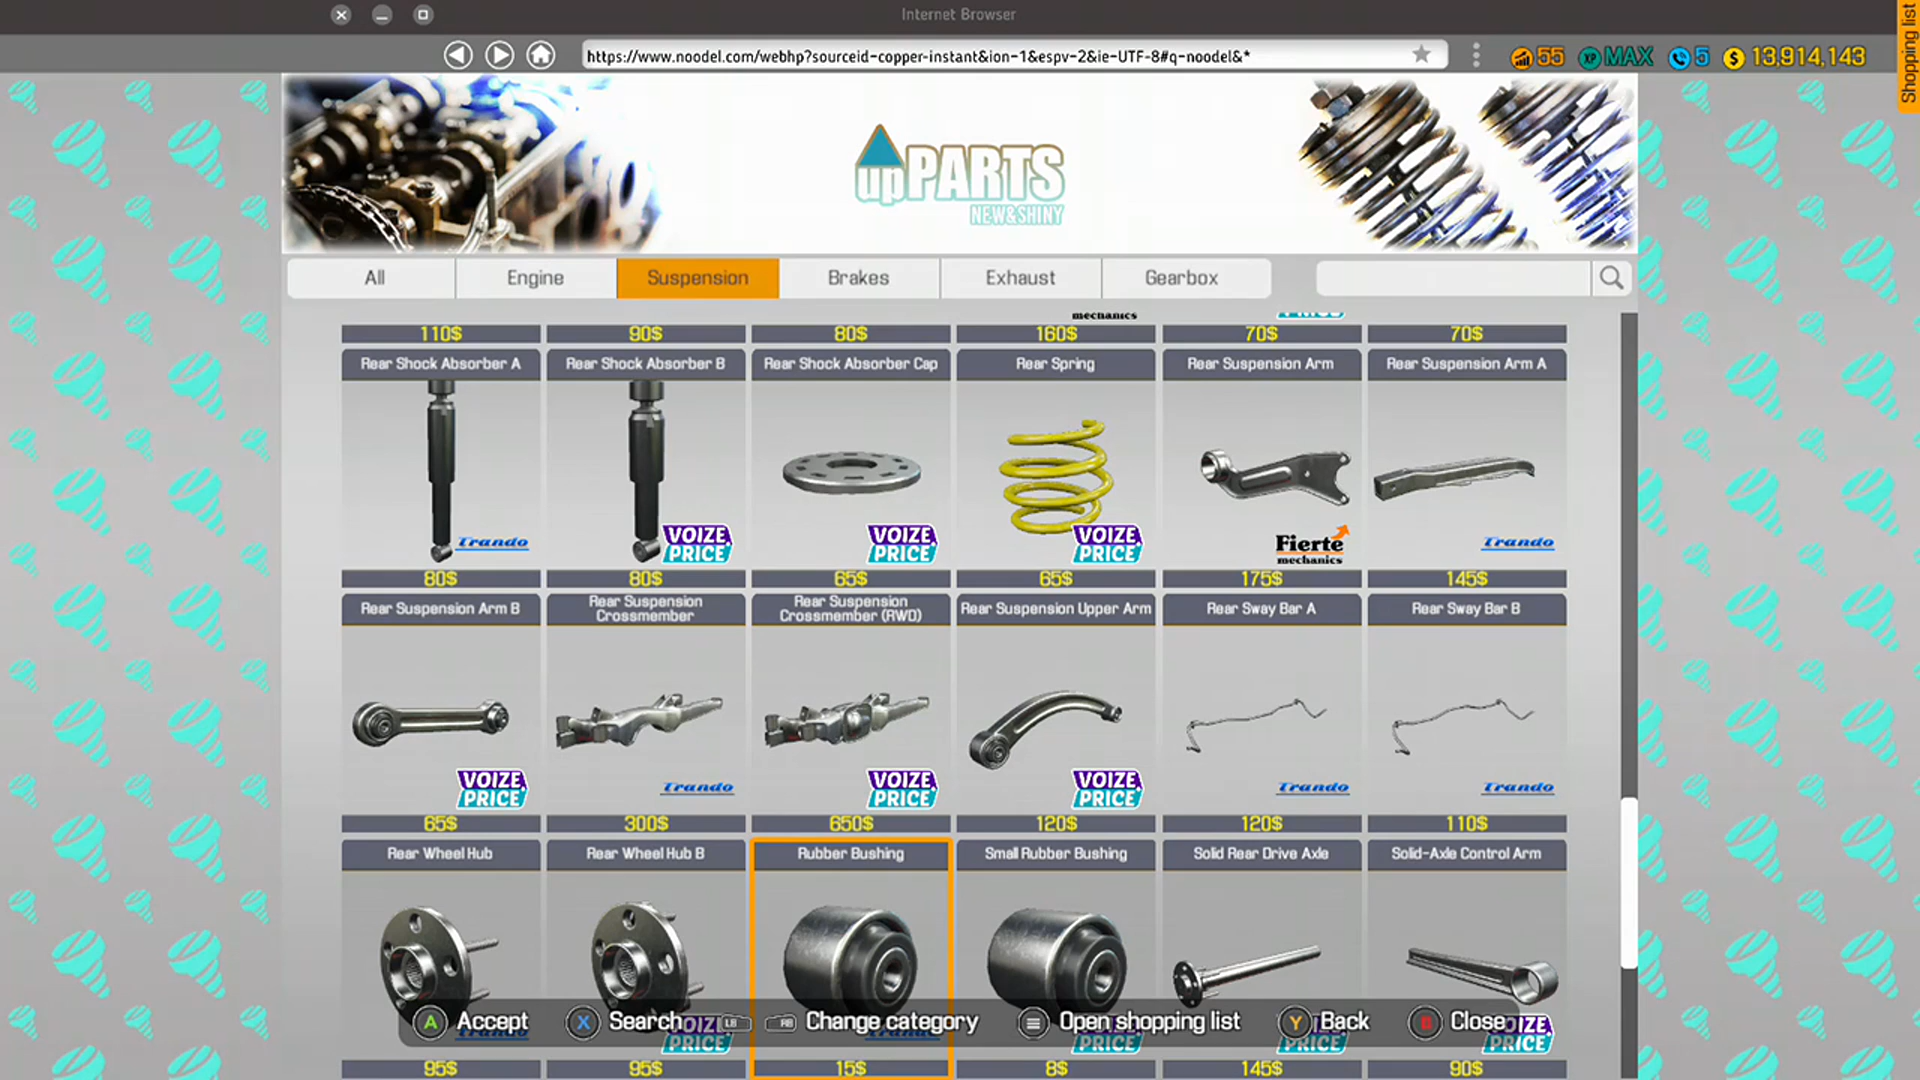 Internet Browser
Shopping list
https://www.noodel.com/webhp?sourceid-copper-instant&ion-1&espv-2&ie-UTF-8#q-noodel&*
55
XP MAX
5
$ 13,914,143
upPARTS
NEW&SHINY
All
Engine
Suspension
Brakes
Exhaust
Gearbox
mechanics
110$
90$
80$
160$
70$
70$
Rear Shock Absorber A
Rear Shock Absorber B
Rear Shock Absorber Cap
Rear Spring
Rear Suspension Arm
Rear Suspension Arm A
Trando
VOIZE
PRICE
VOIZE
PRICE
VOIZE
PRICE
Fierte
mechanics
Trando
80$
80$
65$
65$
175$
145$
Rear Suspension Arm B
Rear Suspension
Crossmember
Rear Suspension
Crossmember (RWD)
Rear Suspension Upper Arm
Rear Sway Bar A
Rear Sway Bar B
VOIZE
PRICE
Trando
VOIZE
PRICE
VOIZE
PRICE
Trando
Trando
65$
300$
650$
120$
120$
110$
Rear Wheel Hub
Rear Wheel Hub B
Rubber Bushing
Small Rubber Bushing
Solid Rear Drive Axle
Solid-Axle Control Arm
A Accept
X Search
LB RB Change category
Open shopping list
Y Back
Close
PRICE
PRICE
PRICE
PRICE
95$
95$
15$
8$
145$
90$